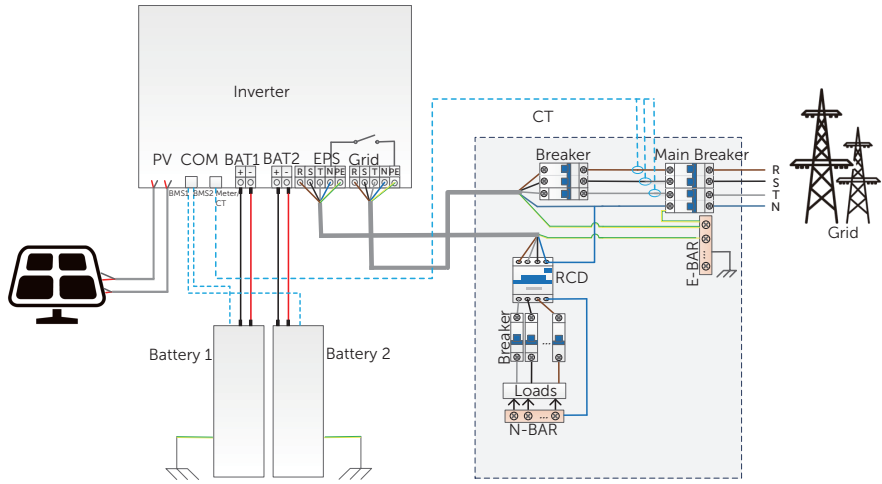 Inverter
PV COM BAT1 BAT2 EPS Grid
+ - + - R S T N PE R S T N PE
BMS1 BMS2 Meter/
CT
CT
Breaker Main Breaker
R
S
T
N
Grid
E-BAR
RCD
Breaker
Battery 1
Battery 2
Loads
N-BAR